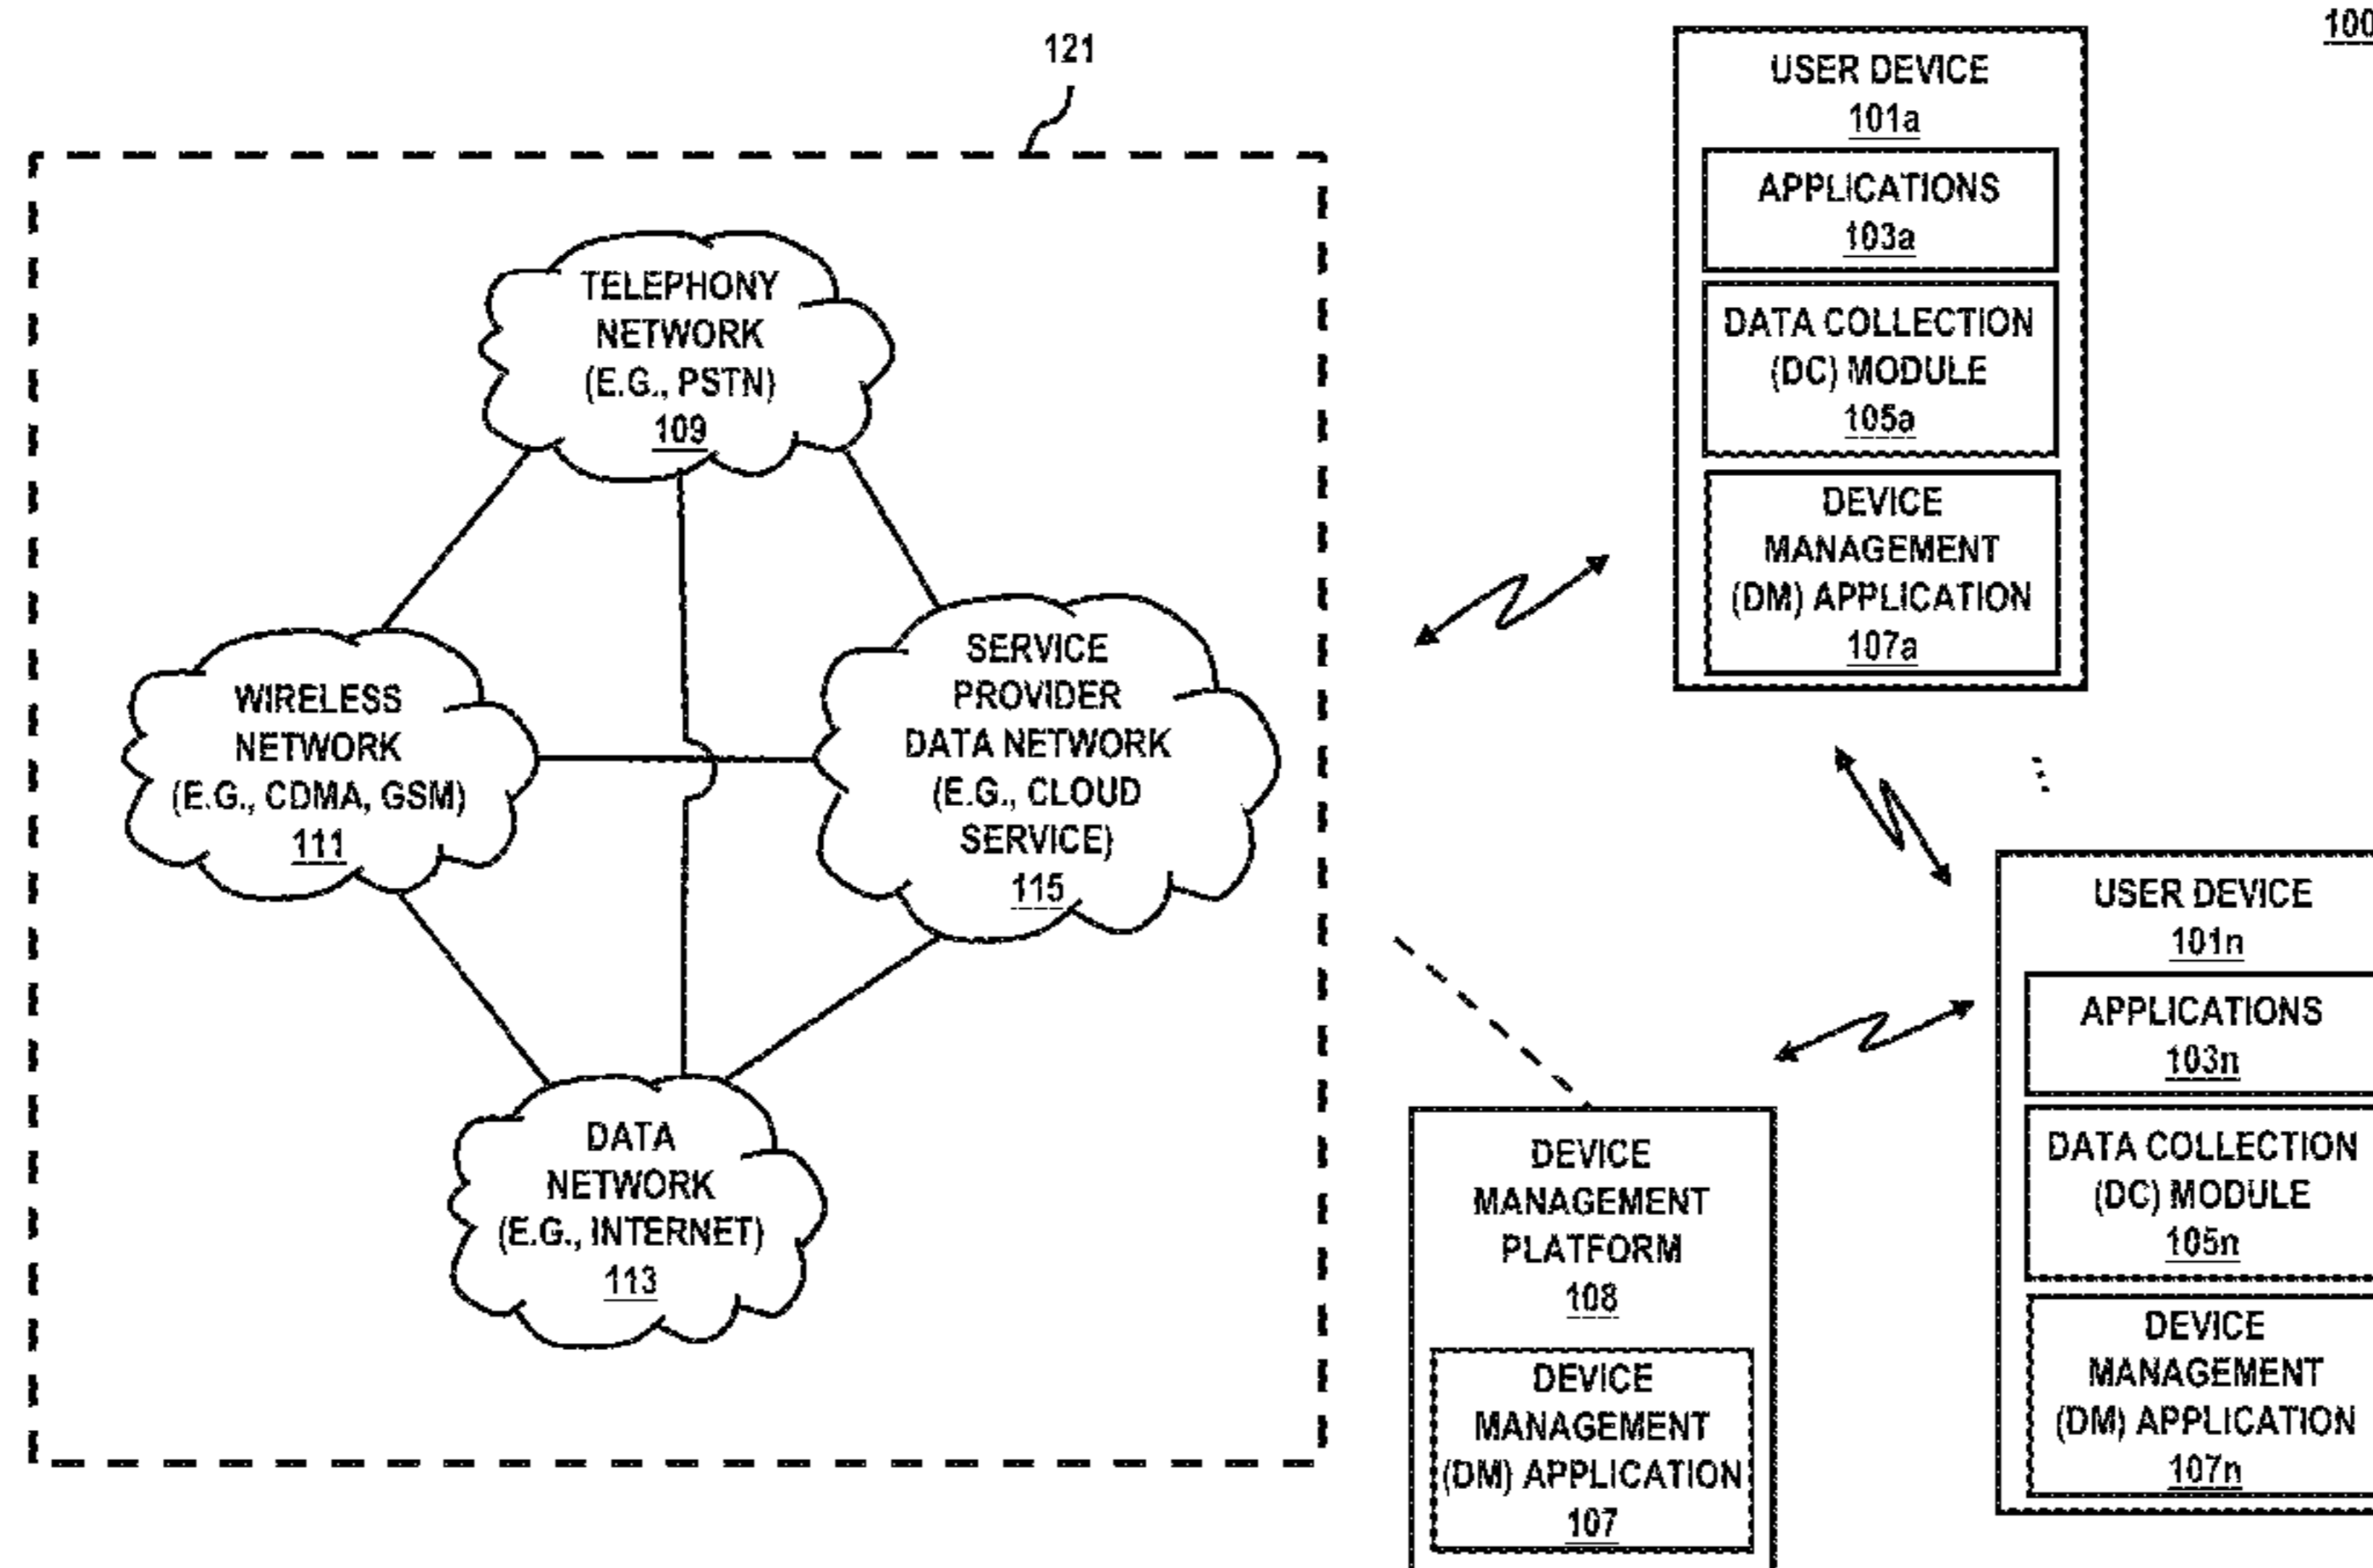 100
121
TELEPHONY
NETWORK
(E.G., PSTN)
109
WIRELESS
NETWORK
(E.G., CDMA, GSM)
111
SERVICE
PROVIDER
DATA NETWORK
(E.G., CLOUD
SERVICE)
115
DATA
NETWORK
(E.G., INTERNET)
113
USER DEVICE
101a
APPLICATIONS
103a
DATA COLLECTION
(DC) MODULE
105a
DEVICE
MANAGEMENT
(DM) APPLICATION
107a
...
USER DEVICE
101n
APPLICATIONS
103n
DATA COLLECTION
(DC) MODULE
105n
DEVICE
MANAGEMENT
(DM) APPLICATION
107n
DEVICE
MANAGEMENT
PLATFORM
108
DEVICE
MANAGEMENT
(DM) APPLICATION
107